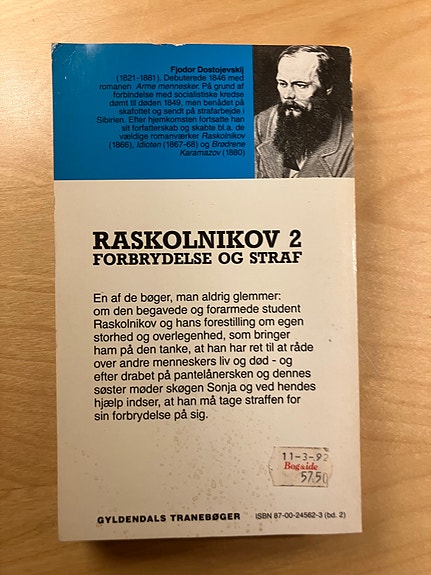 Fjodor Dostojevskij
(1821-1881). Debuterede 1846 med
romanen: Arme mennesker. På grund af
forbindelse med socialistiske kredse
dømt til døden 1849, men benådet på
skafottet og sendt på strafarbejde i
Sibirien. Efter hjemkomsten fortsatte han
sit forfatterskab og skabte bl.a. de
vældige romanværker Raskolnikov
(1866), Idioten (1867-68) og Brødrene
Karamazov (1880)
RASKOLNIKOV 2
FORBRYDELSE OG STRAF
En af de bøger, man aldrig glemmer:
om den begavede og forarmede student
Raskolnikov og hans forestilling om egen
storhed og overlegenhed, som bringer
ham på den tanke, at han har ret til at råde
over andre menneskers liv og død - og
efter drabet på pantelånersken og dennes
søster møder skøgen Sonja og ved hendes
hjælp indser, at han må tage straffen for
sin forbrydelse på sig.
11-3-92
Bog&ide
57.50
GYLDENDALS TRANEBØGER ISBN 87-00-24562-3 (bd. 2)